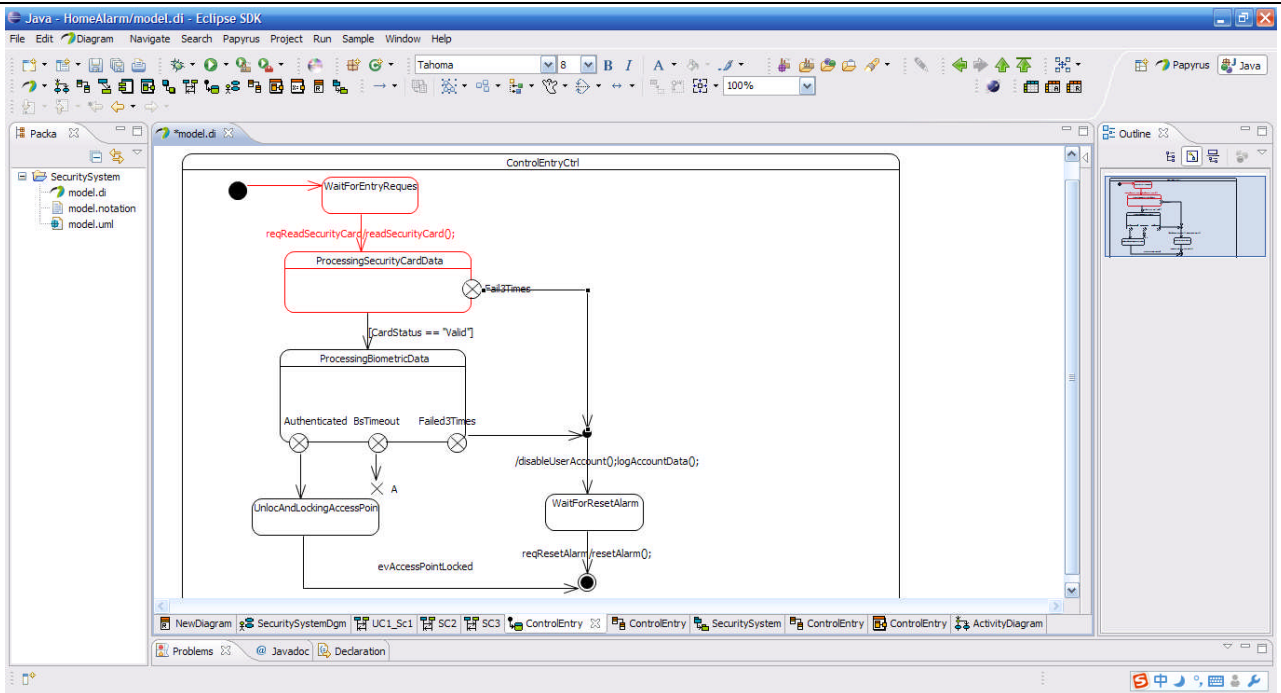 Java - HomeAlarm/model.di - Eclipse SDK
File Edit Diagram Navigate Search Papyrus Project Run Sample Window Help
Tahoma 8 B I A
100%
Papyrus Java
Packa
*model.di
Outline
SecuritySystem
model.di
model.notation
model.uml
ControlEntryCtrl
WaitForEntryReques
reqReadSecurityCard/readSecurityCard();
ProcessingSecurityCardData
Fail3Times
[CardStatus == "Valid"]
ProcessingBiometricData
Authenticated BsTimeout Failed3Times
/disableUserAccount();logAccountData();
A
UnlocAndLockingAccessPoin
WaitForResetAlarm
reqResetAlarm/resetAlarm();
evAccessPointLocked
NewDiagram SecuritySystemDgm UC1_Sc1 SC2 SC3 ControlEntry ControlEntry SecuritySystem ControlEntry ControlEntry ActivityDiagram
Problems @ Javadoc Declaration
中